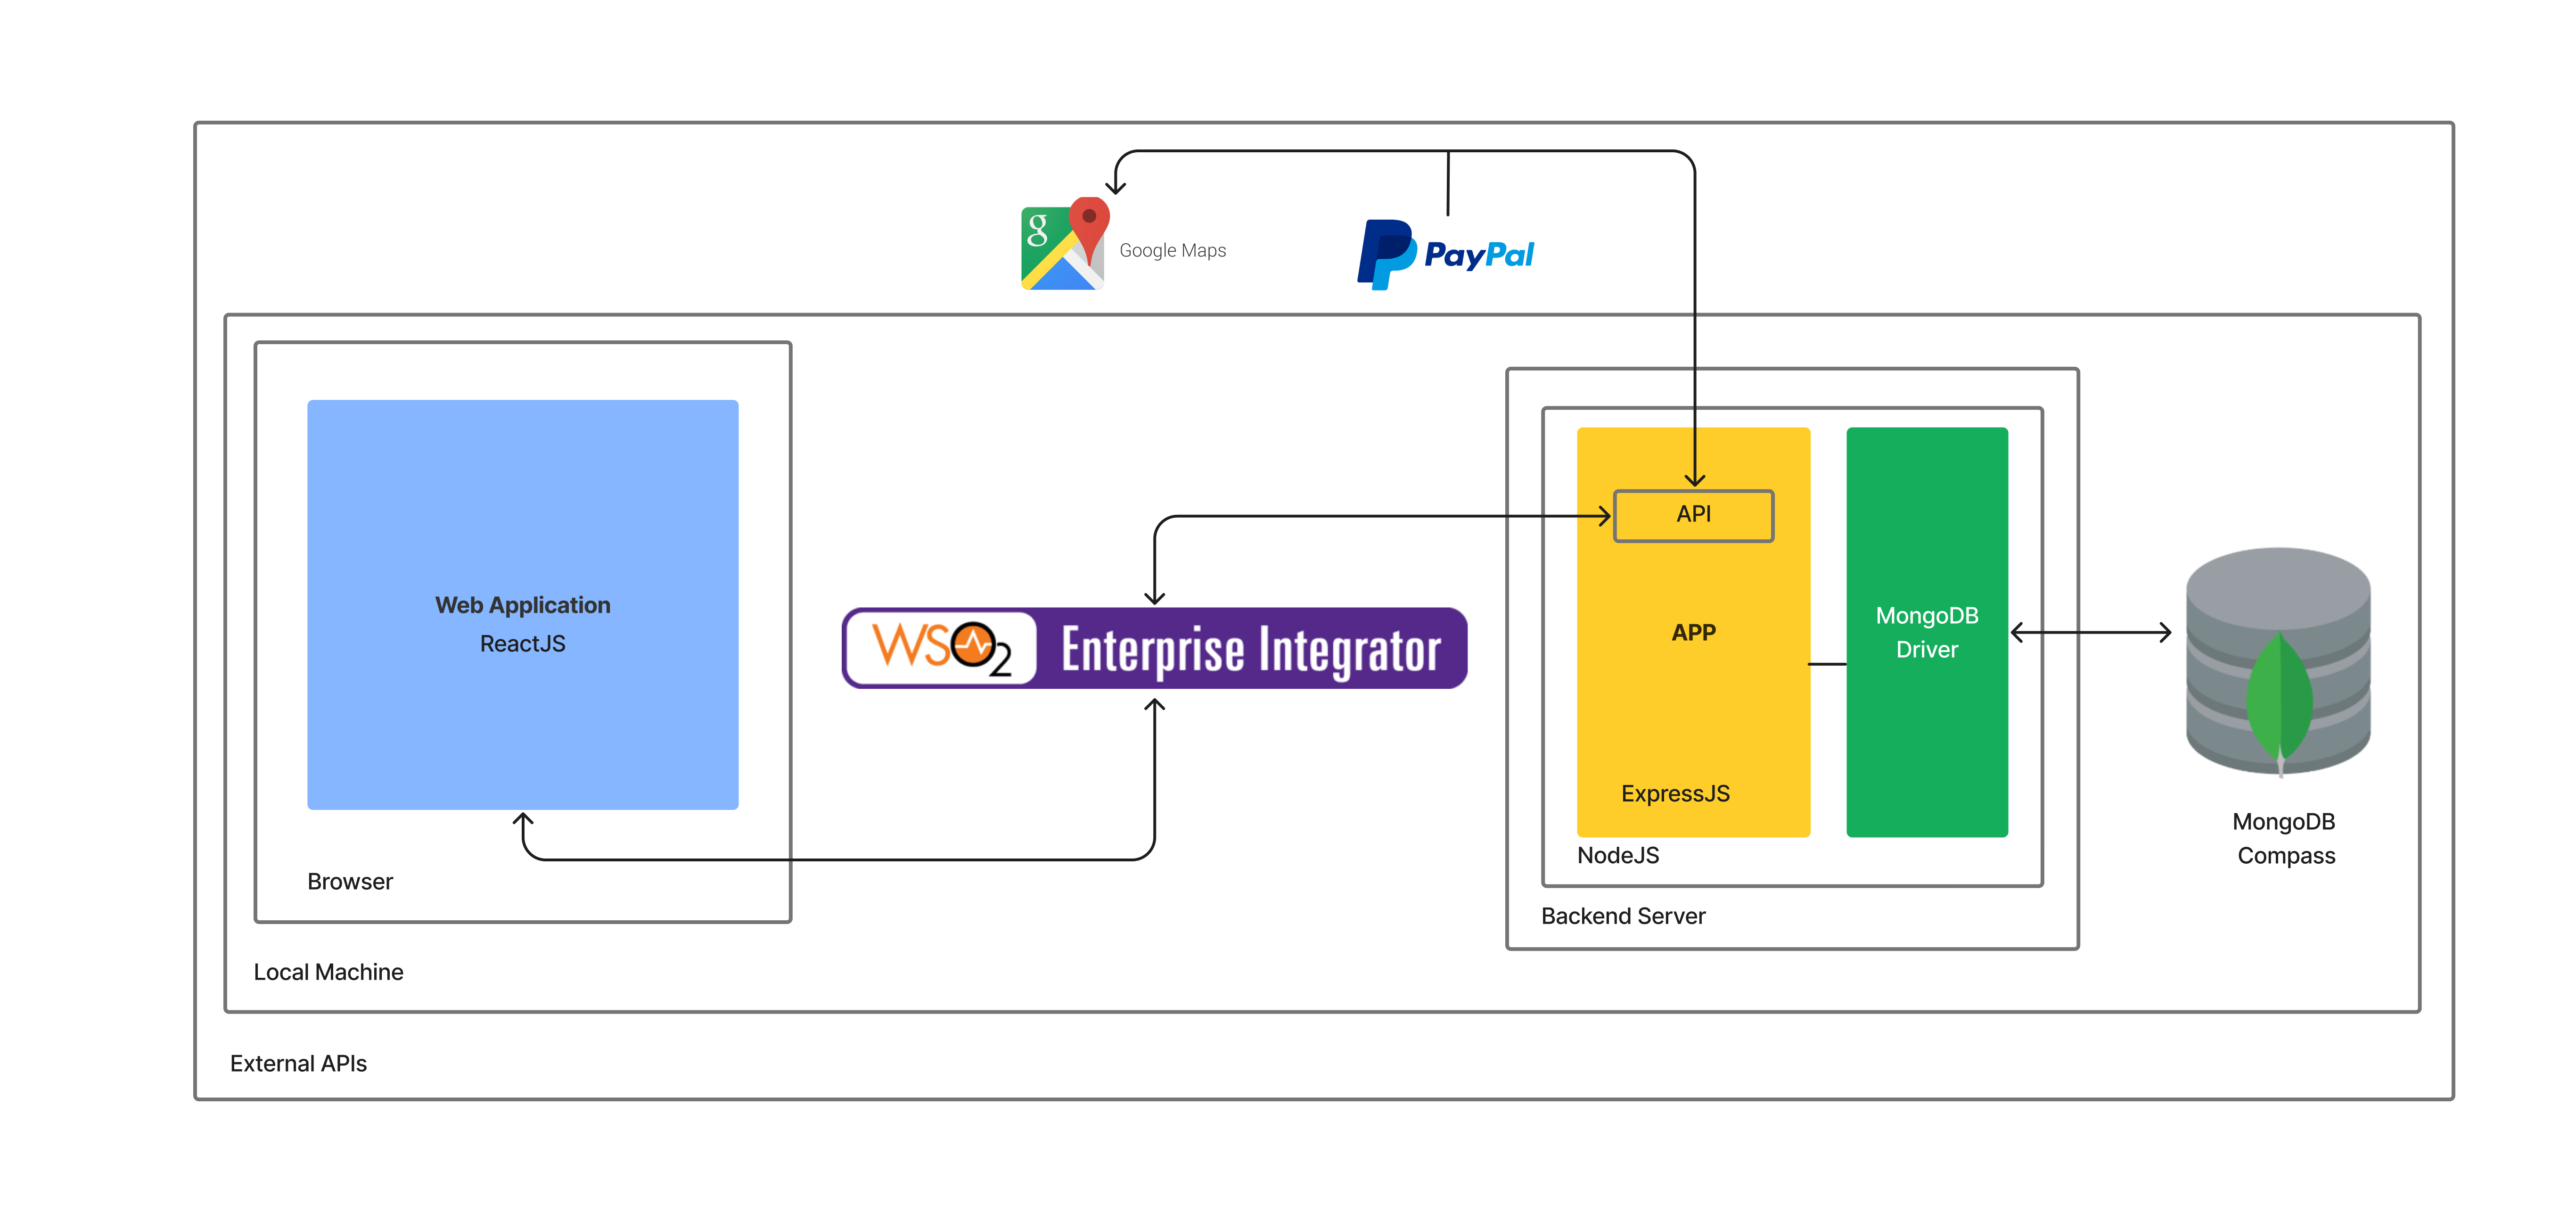 g
Google Maps
PayPal
Web Application
ReactJS
Browser
Local Machine
External APIs
WSO2
Enterprise Integrator
API
APP
ExpressJS
MongoDB
Driver
NodeJS
Backend Server
MongoDB
Compass